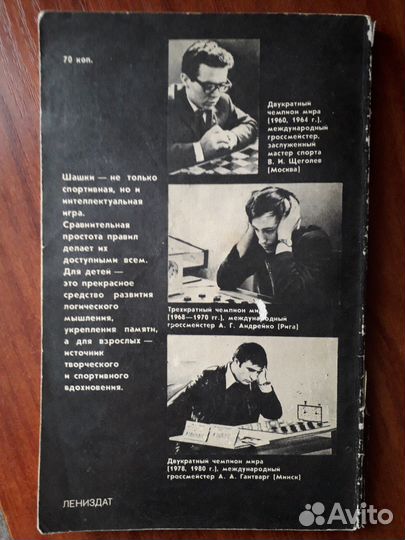 70 коп.
Двукратный
чемпион мира
(1960, 1964 г.),
международный
гроссмейстер,
заслуженный
мастер спорта
В. И. Щеголев
(Москва)
Шашки — не только
спортивная, но и
интеллектуальная
игра.
Сравнительная
простота правил
делает их
доступными всем.
Для детей —
это прекрасное
средство развития
логического
мышления,
укрепления памяти,
а для взрослых —
источник
творческого
и спортивного
вдохновения.
Трехкратный чемпион мира
(1968—1970 гг.), международный
гроссмейстер А. Г. Андрейко (Рига)
Двукратный чемпион мира
(1978, 1980 г.), международный
гроссмейстер А. А. Гантварг (Минск)
ЛЕНИЗДАТ
Avito